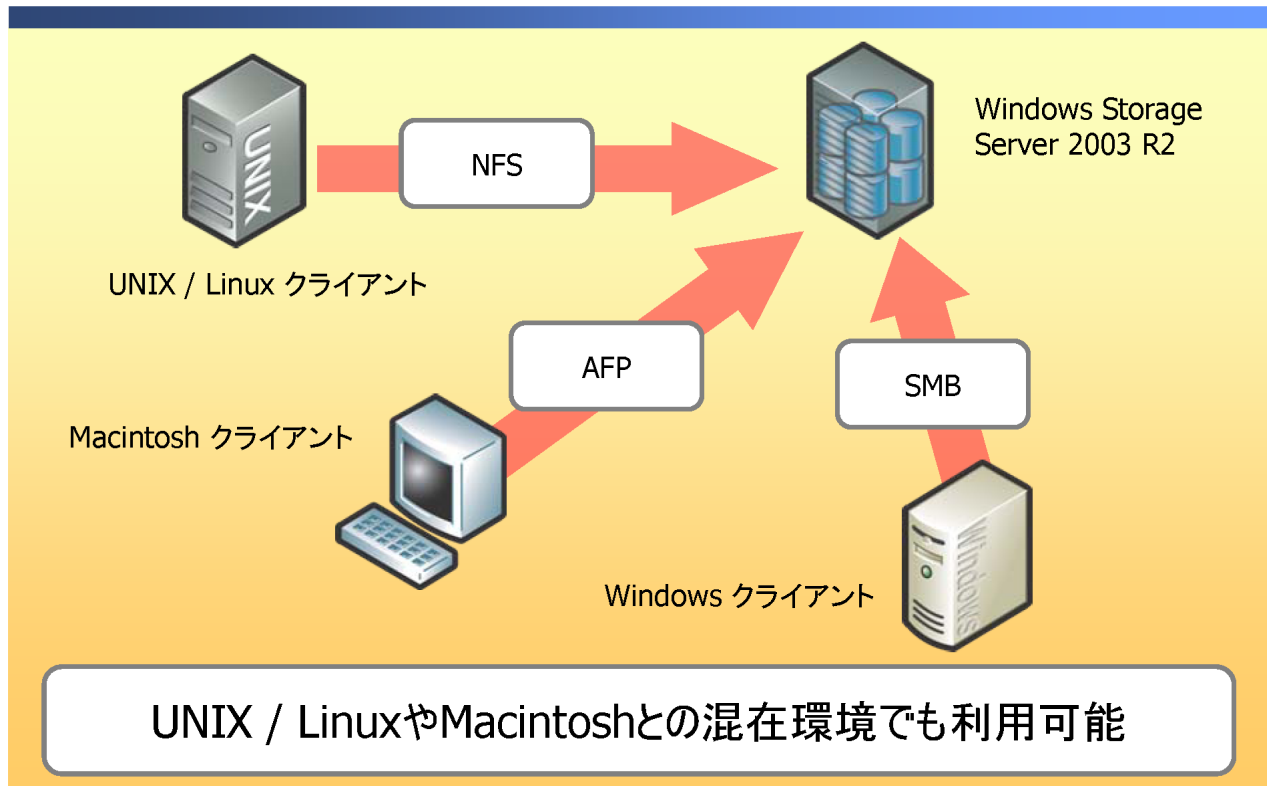 UNIX
NFS
Windows Storage
Server 2003 R2
UNIX / Linux クライアント
AFP
SMB
Macintosh クライアント
Windows
Windows クライアント
UNIX / LinuxやMacintoshとの混在環境でも利用可能